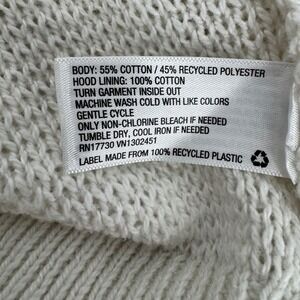 BODY: 55% COTTON / 45% RECYCLED POLYESTER
HOOD LINING: 100% COTTON
TURN GARMENT INSIDE OUT
MACHINE WASH COLD WITH LIKE COLORS
GENTLE CYCLE
ONLY NON-CHLORINE BLEACH IF NEEDED
TUMBLE DRY, COOL IRON IF NEEDED
RN17730 VN1302451
LABEL MADE FROM 100% RECYCLED PLASTIC